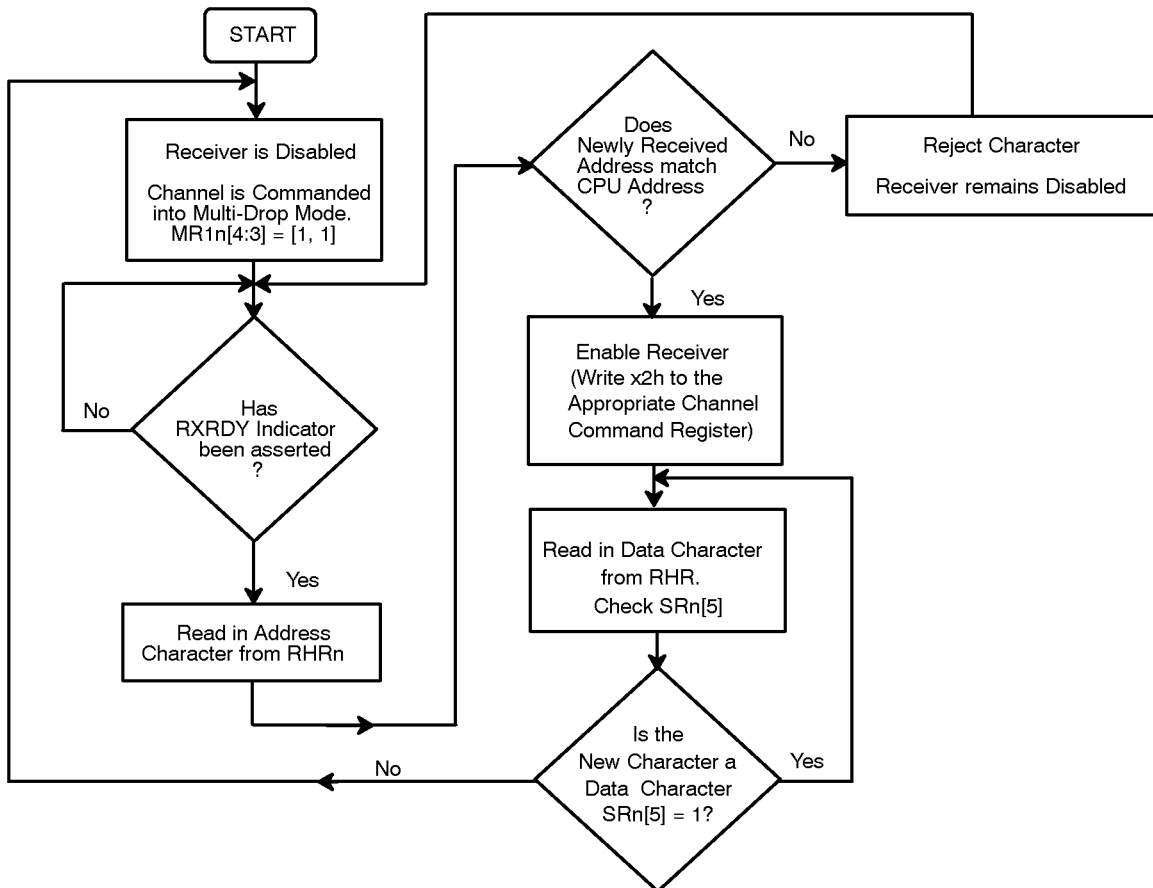 START
Receiver is Disabled
Channel is Commanded
into Multi-Drop Mode.
MR1n[4:3] = [1, 1]
No
Has
RXRDY Indicator
been asserted
?
Yes
Read in Address
Character from RHRn
Does
Newly Received
Address match
CPU Address
?
No
Reject Character
Receiver remains Disabled
Yes
Enable Receiver
(Write x2h to the
Appropriate Channel
Command Register)
Read in Data Character
from RHR.
Check SRn[5]
Is the
New Character a
Data Character
SRn[5] = 1?
Yes
No